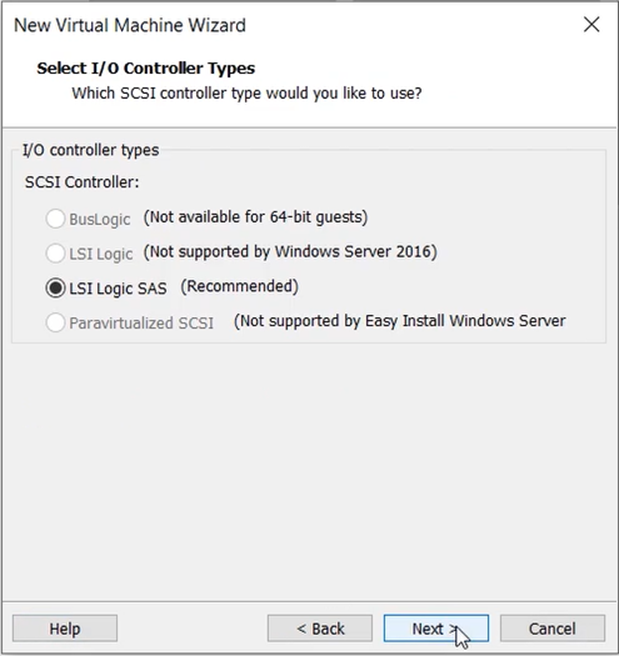 New Virtual Machine Wizard
Select I/O Controller Types
Which SCSI controller type would you like to use?
I/O controller types
SCSI Controller:
BusLogic (Not available for 64-bit guests)
LSI Logic (Not supported by Windows Server 2016)
LSI Logic SAS (Recommended)
Paravirtualized SCSI (Not supported by Easy Install Windows Server
Help < Back Next > Cancel